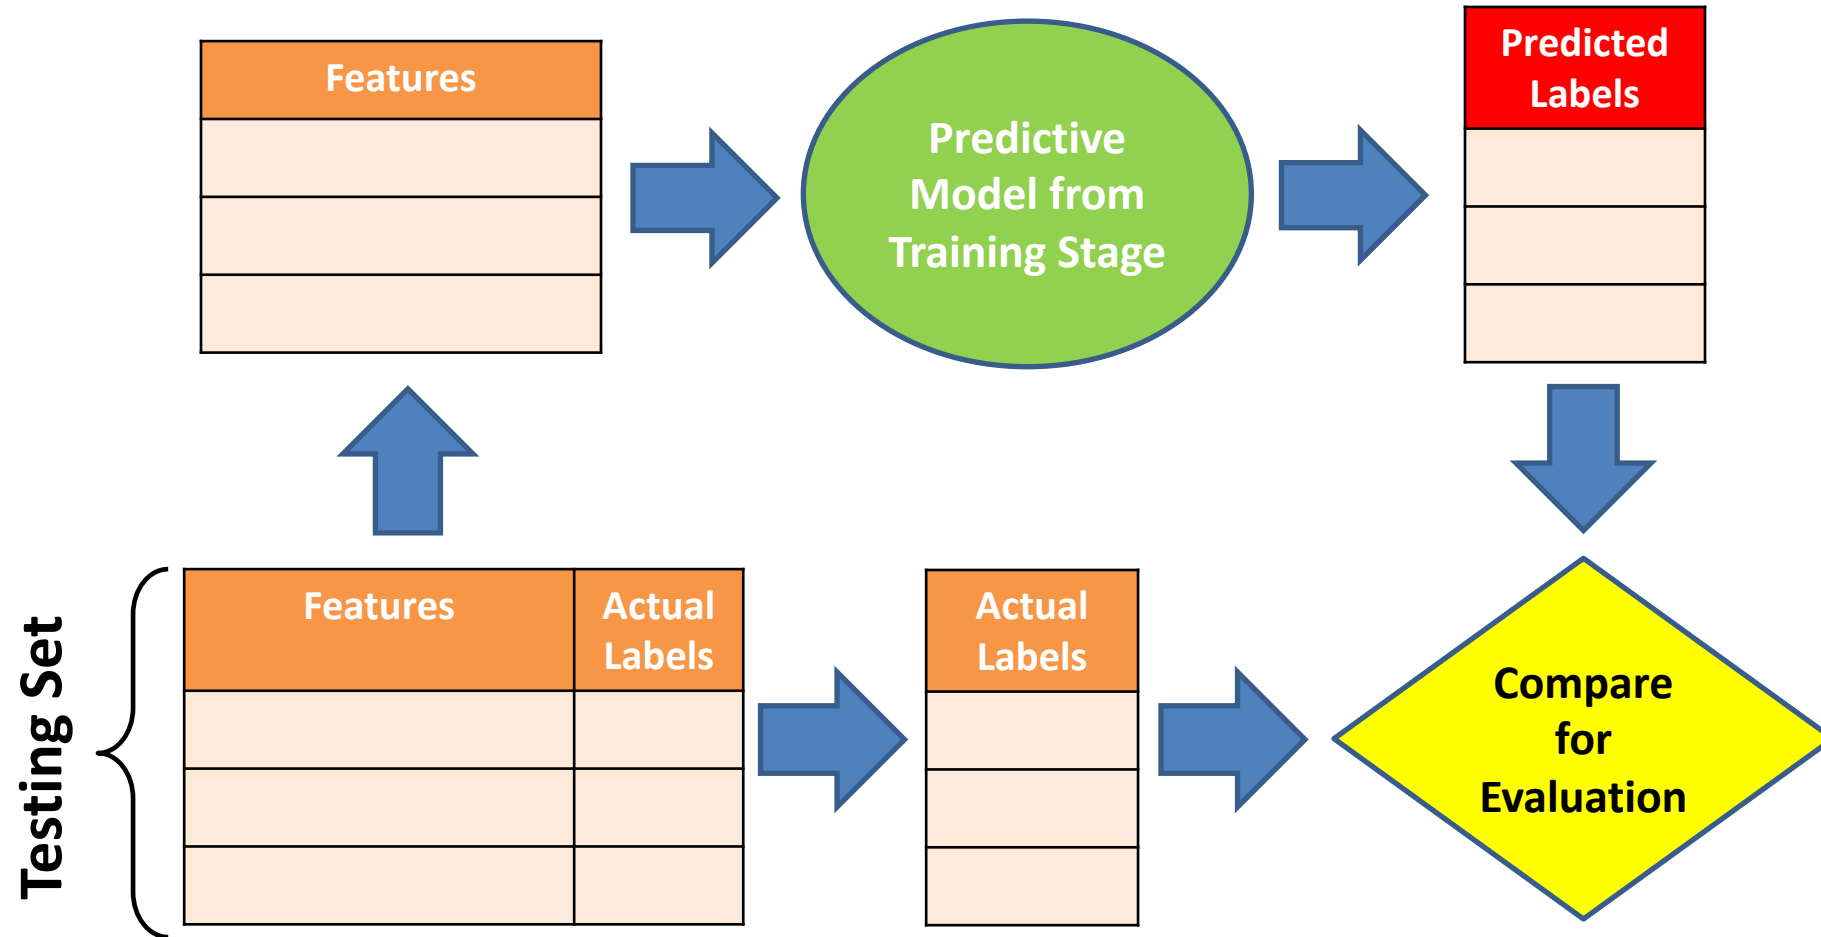 Features
Predictive
Model from
Training Stage
Predicted
Labels
Testing Set
Features
Actual
Labels
Actual
Labels
Compare
for
Evaluation